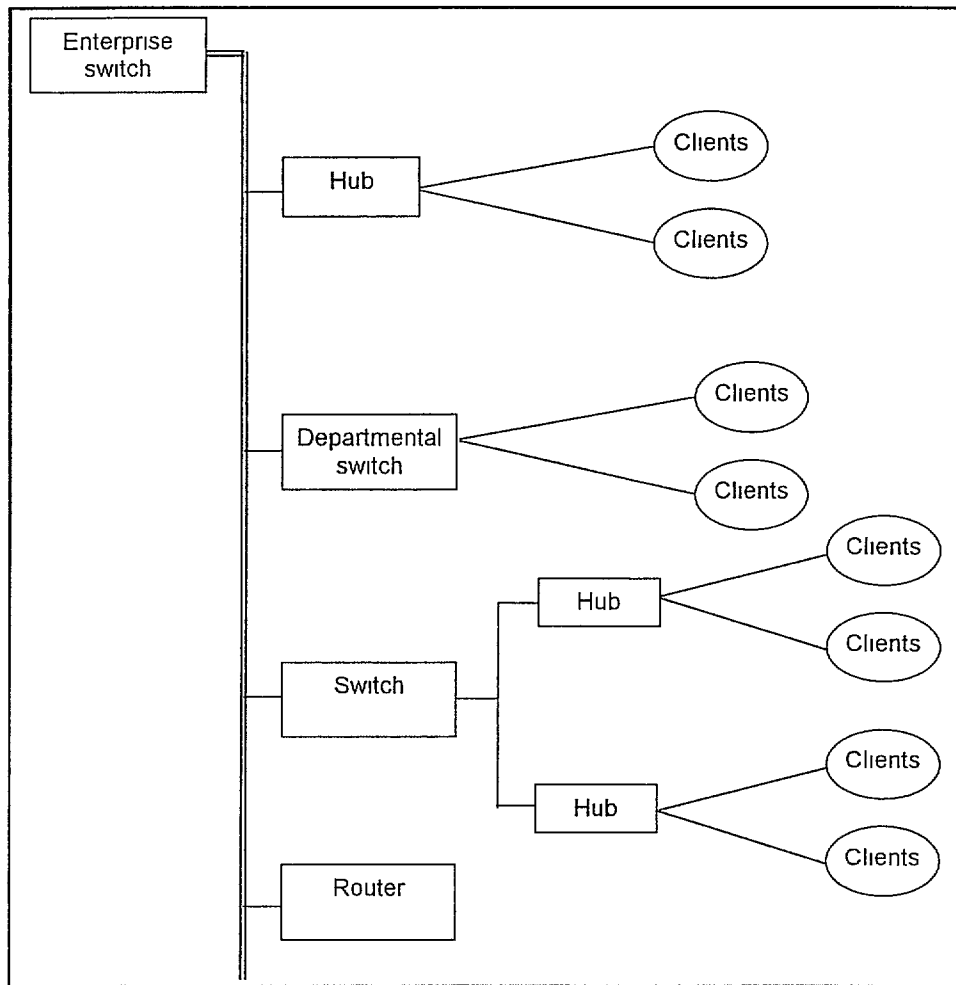 Enterprise
switch
Clients
Hub
Clients
Clients
Departmental
switch
Clients
Clients
Hub
Clients
Switch
Clients
Hub
Clients
Router